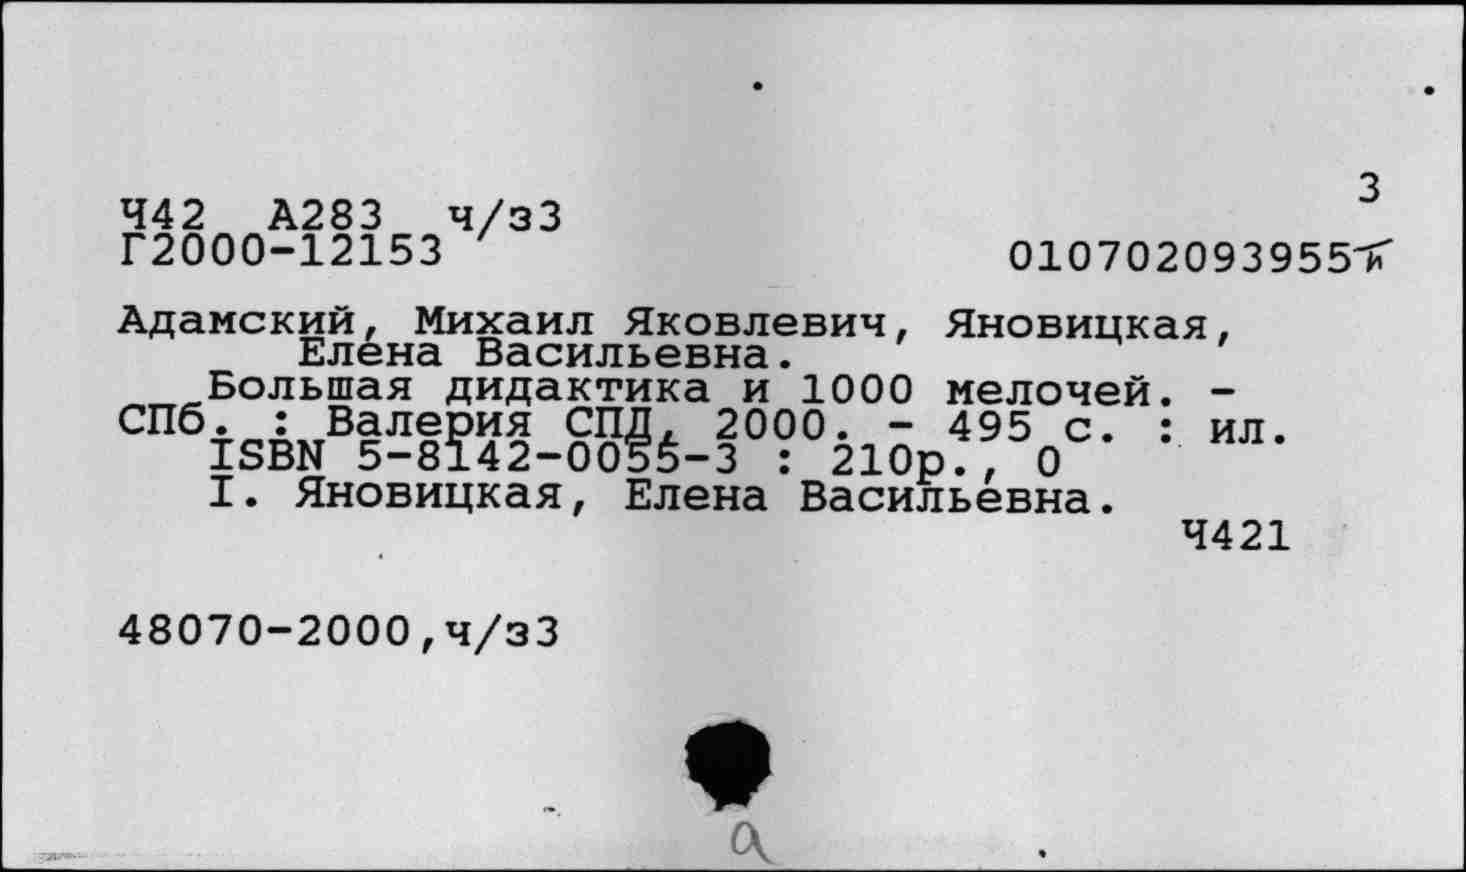 3
Ч42 А283 ч/з3
Г2000-12153
010702093955
Адамский, Михаил Яковлевич, Яновицкая,
Елена Васильевна.
Большая дидактика и 1000 мелочей. -
СПб. : Валерия СПД, 2000. - 495 с. : ил.
ISBN 5-8142-0055-3 : 210р., 0
I. Яновицкая, Елена Васильевна.
Ч421
48070-2000,ч/з3
а